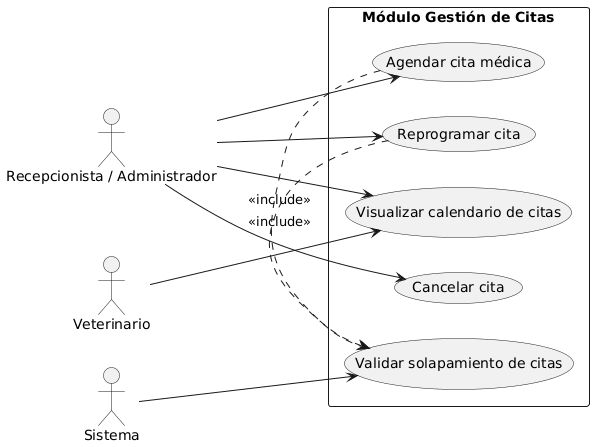 Módulo Gestión de Citas
Agendar cita médica
Reprogramar cita
Recepcionista / Administrador
«include»
Visualizar calendario de citas
«include»
Cancelar cita
Veterinario
Validar solapamiento de citas
Sistema